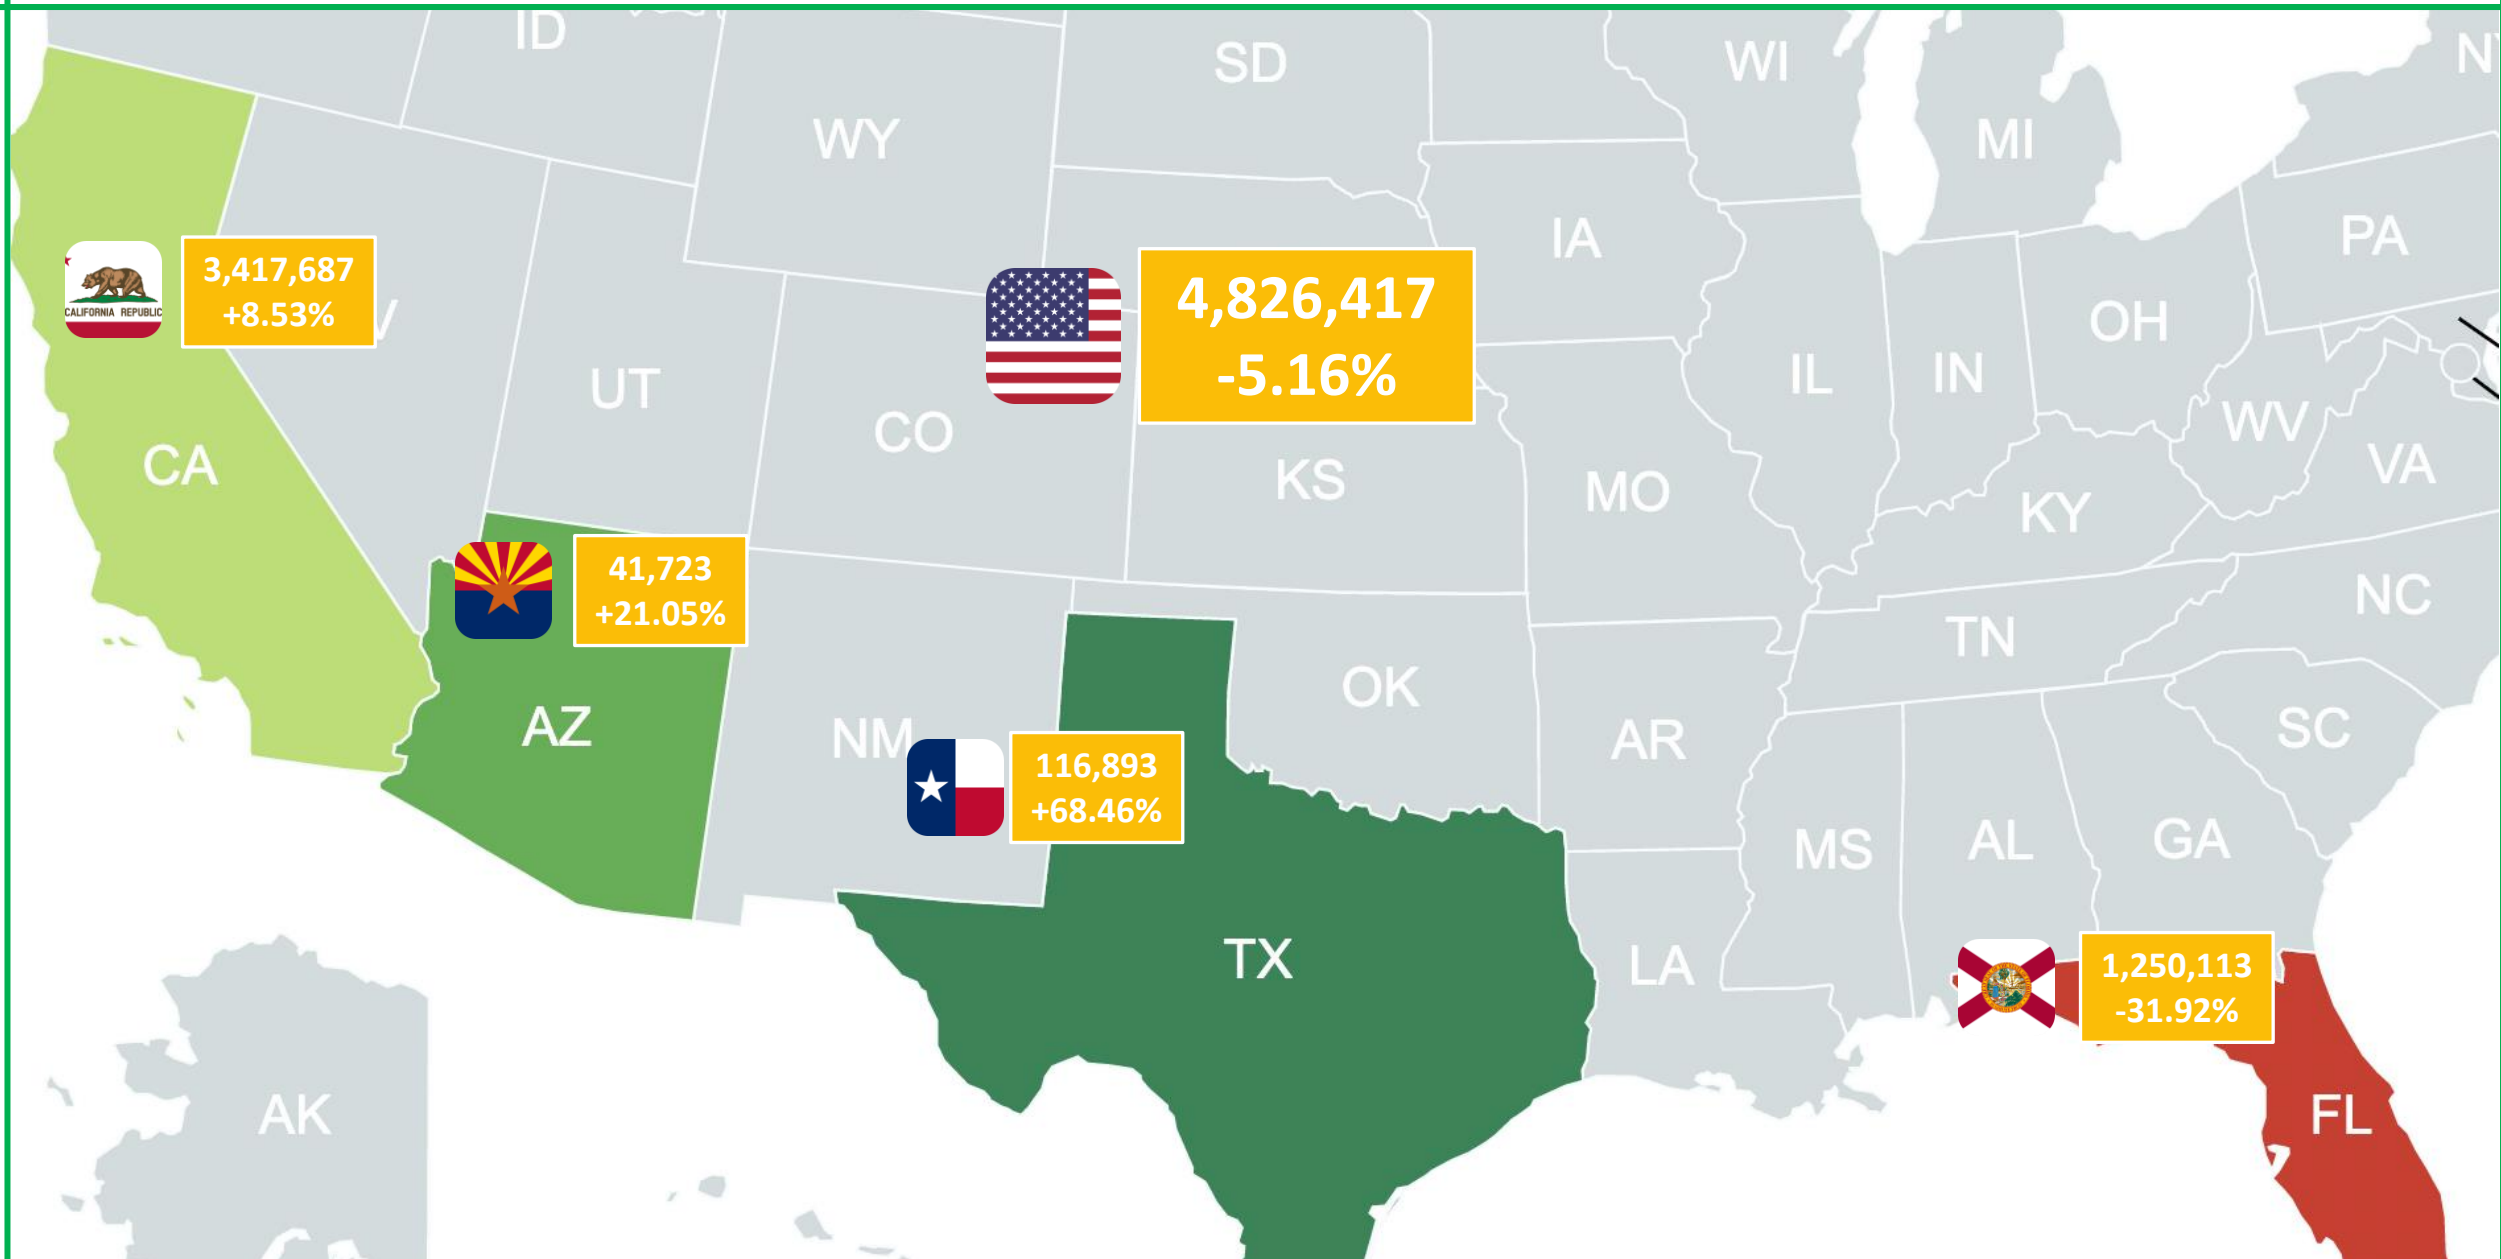 ID
SD
WI
N
WY
MI
IA
PA
3,417,687
+8.53%
CALIFORNIA REPUBLIC
4,826,417
-5.16%
OH
UT
IL
IN
CO
WV
CA
KS
MO
VA
KY
41,723
+21.05%
NC
TN
OK
AZ
NM
AR
SC
116,893
+68.46%
MS
AL
GA
TX
LA
1,250,113
-31.92%
AK
FL